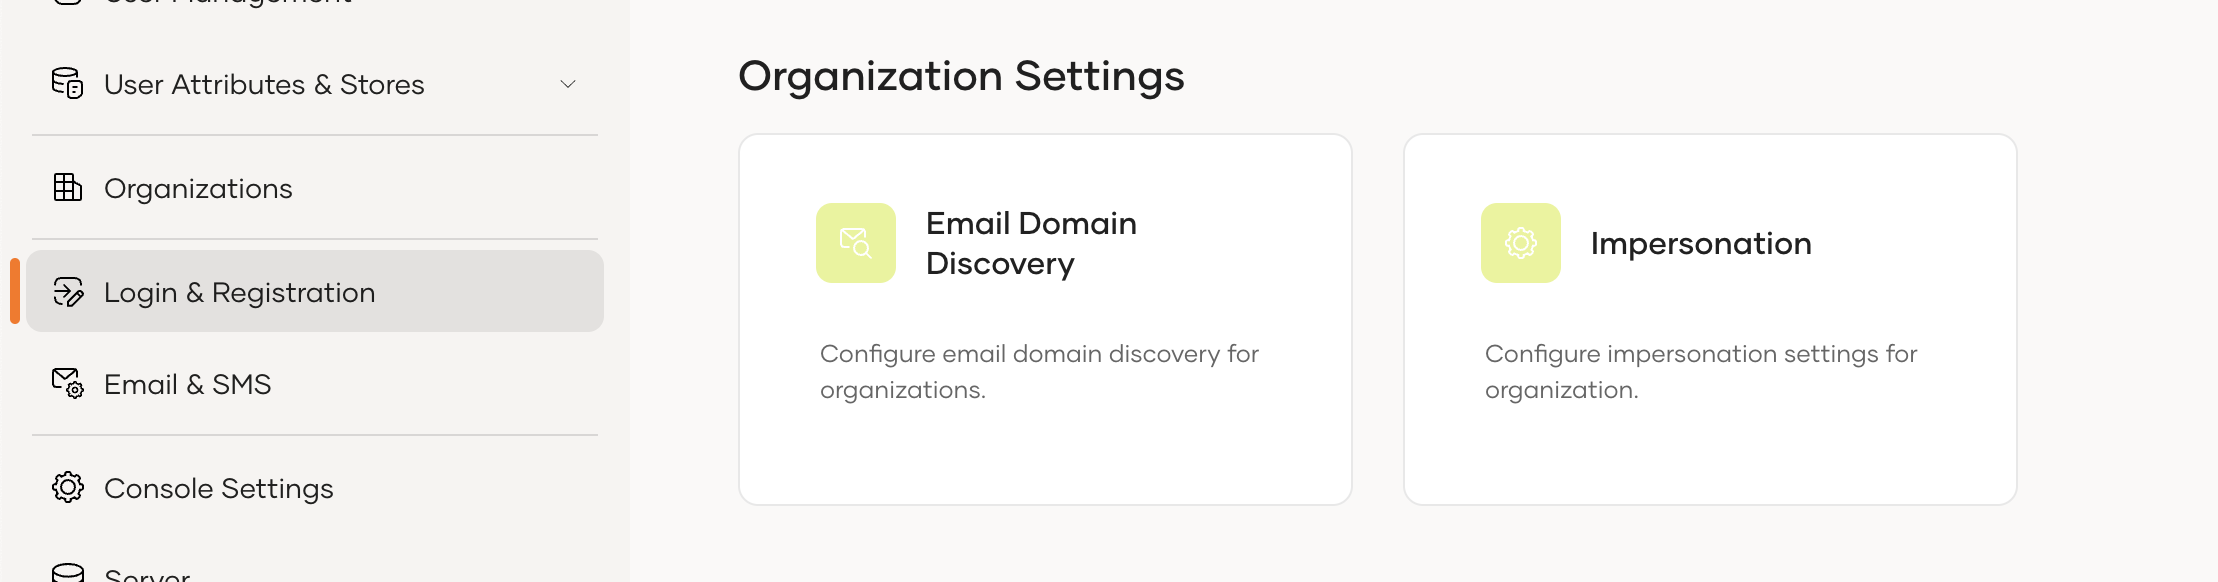 User Management
User Attributes & Stores
Organizations
Login & Registration
Email & SMS
Console Settings
Server
Organization Settings
Email Domain
Discovery
Configure email domain discovery for
organizations.
Impersonation
Configure impersonation settings for
organization.